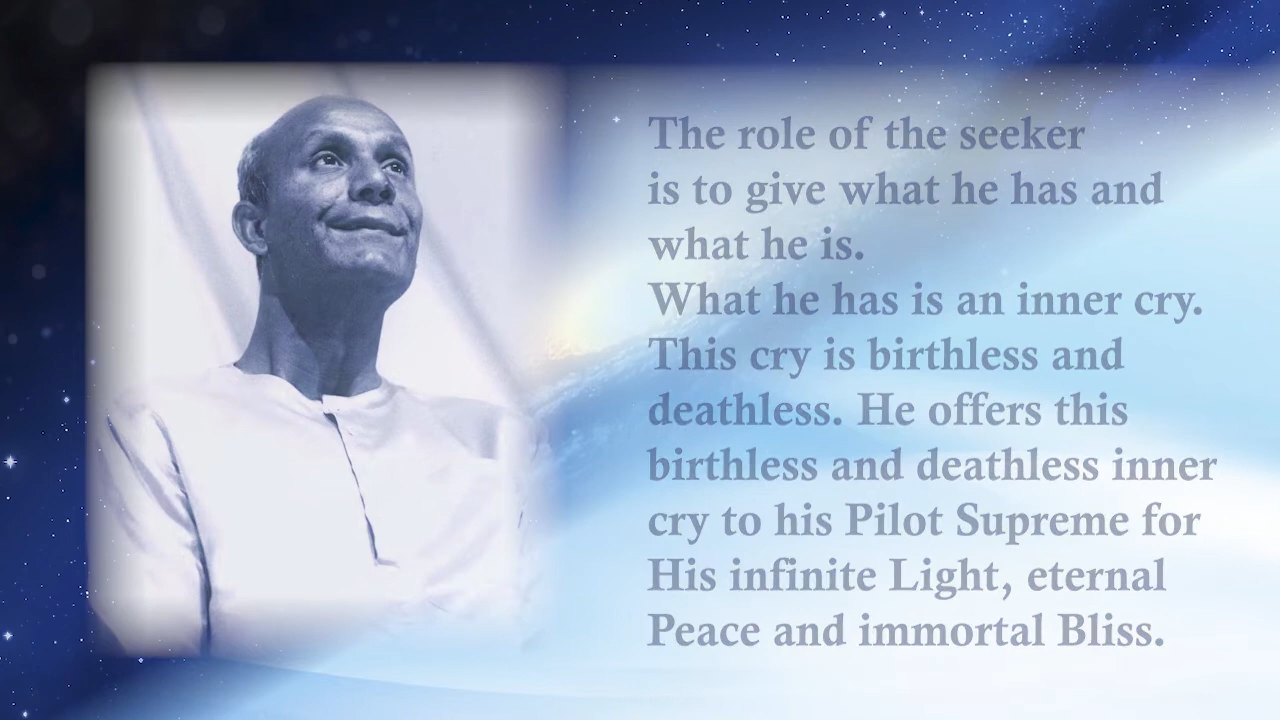 The role of the seeker
is to give what he has and
what he is.
What he has is an inner cry.
This cry is birthless and
deathless. He offers this
birthless and deathless inner
cry to his Pilot Supreme for
His infinite Light, eternal
Peace and immortal Bliss.